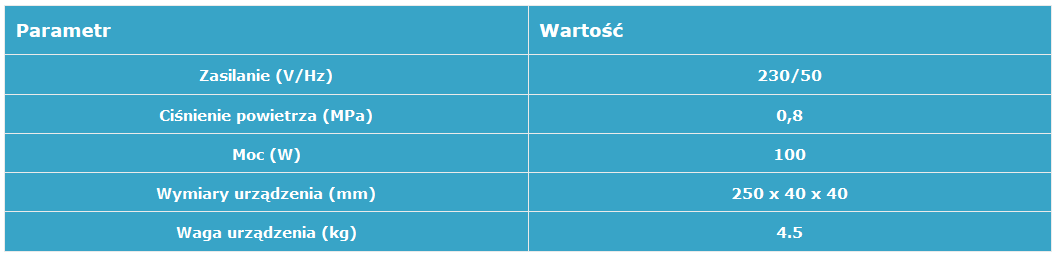 Parametr Wartość
Zasilanie (V/Hz) 230/50
Ciśnienie powietrza (MPa) 0,8
Moc (W) 100
Wymiary urządzenia (mm) 250 x 40 x 40
Waga urządzenia (kg) 4.5